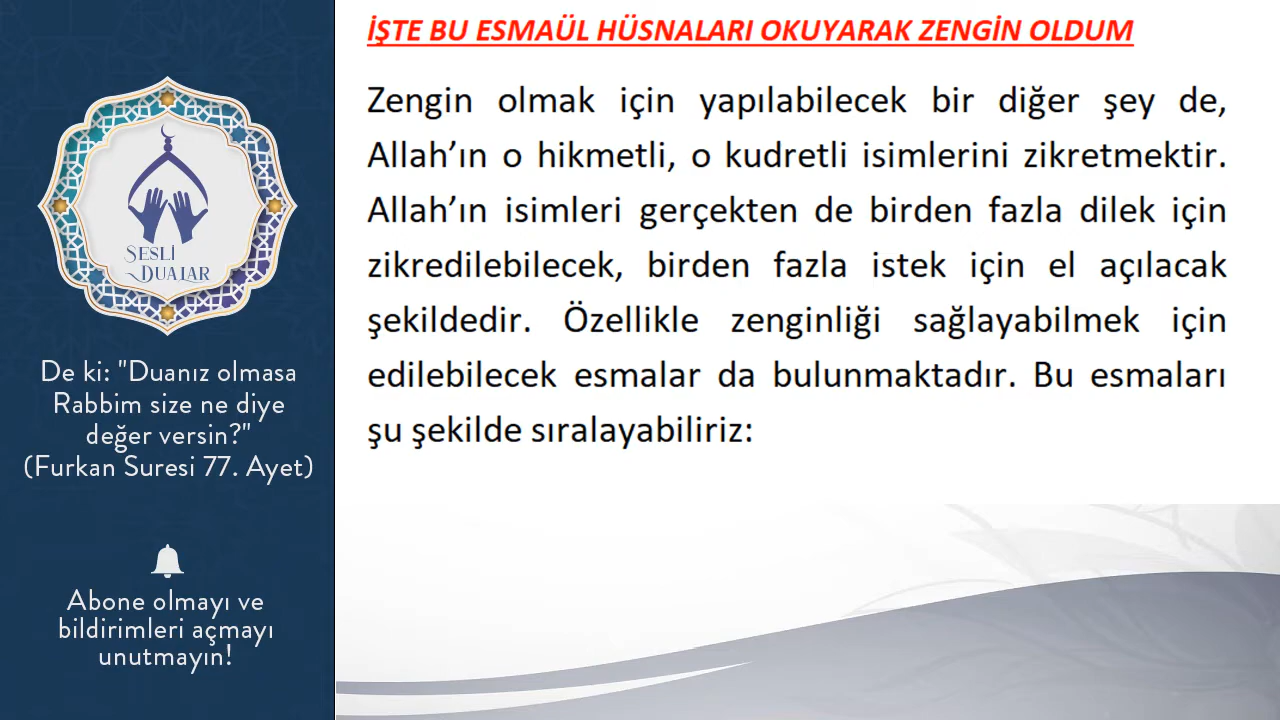 SESLİ
DUALAR
De ki: "Duanız olmasa
Rabbim size ne diye
değer versin?"
(Furkan Suresi 77. Ayet)
Abone olmayı ve
bildirimleri açmayı
unutmayın!
İŞTE BU ESMAÜL HÜSNALARI OKUYARAK ZENGİN OLDUM
Zengin olmak için yapılabilecek bir diğer şey de,
Allah’ın o hikmetli, o kudretli isimlerini zikretmektir.
Allah’ın isimleri gerçekten de birden fazla dilek için
zikredilebilecek, birden fazla istek için el açılacak
şekildedir. Özellikle zenginliği sağlayabilmek için
edilebilecek esmalar da bulunmaktadır. Bu esmaları
şu şekilde sıralayabiliriz: